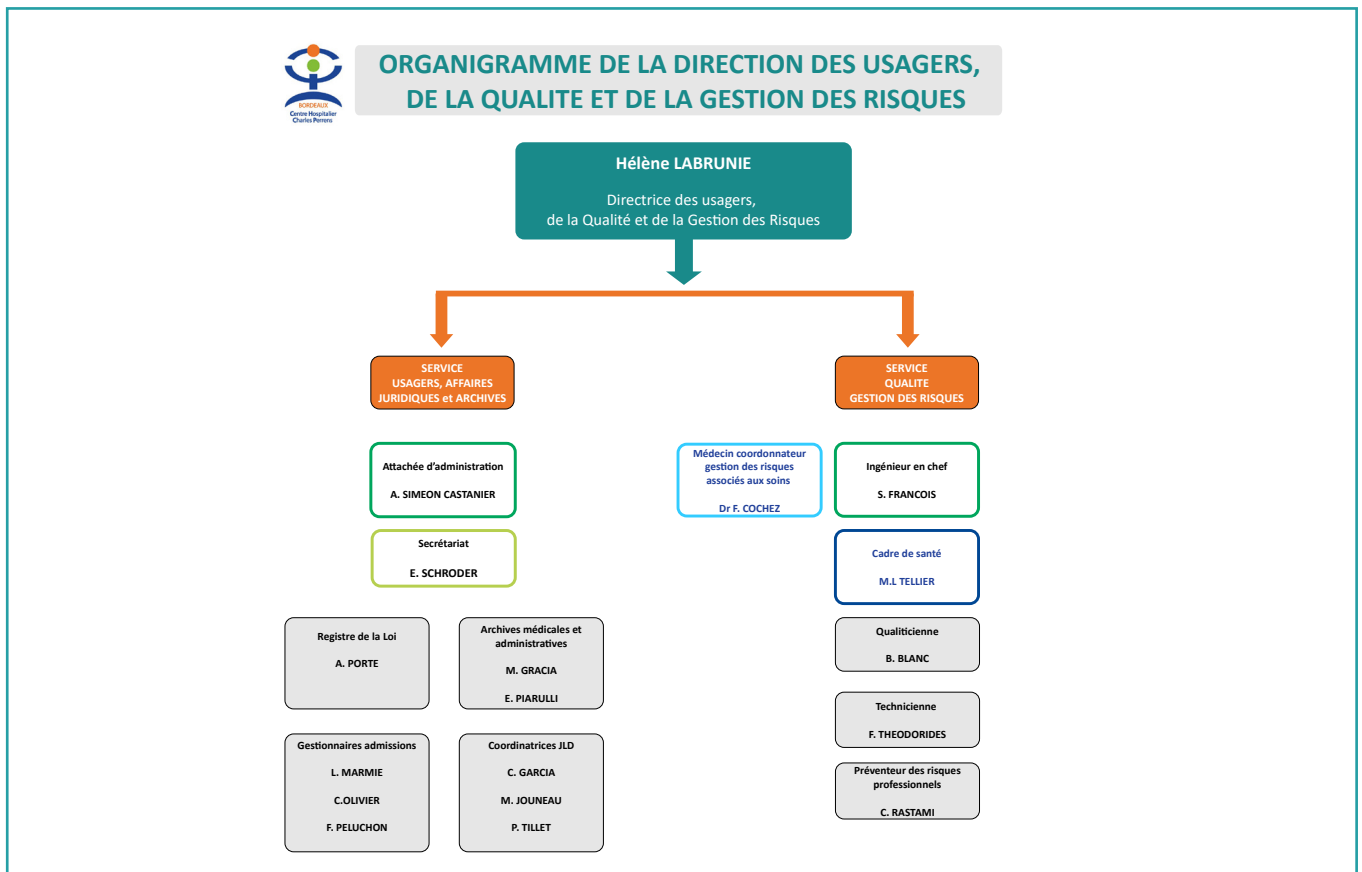 ORGANIGRAMME DE LA DIRECTION DES USAGERS,
DE LA QUALITE ET DE LA GESTION DES RISQUES
BORDEAUX
Centre Hospitalier
Charles Perrens
Hélène LABRUNIE
Directrice des usagers,
de la Qualité et de la Gestion des Risques
SERVICE
USAGERS, AFFAIRES
JURIDIQUES et ARCHIVES
Attachée d'administration
A. SIMEON CASTANIER
Secrétariat
E. SCHRODER
Registre de la Loi
A. PORTE
Archives médicales et
administratives
M. GRACIA
E. PIARULLI
Gestionnaires admissions
L. MARMIE
C.OLIVIER
F. PELUCHON
Coordinatrices JLD
C. GARCIA
M. JOUNEAU
P. TILLET
SERVICE
QUALITE
GESTION DES RISQUES
Médecin coordonnateur
gestion des risques
associés aux soins
Dr F. COCHEZ
Ingénieur en chef
S. FRANCOIS
Cadre de santé
M.L TELLIER
Qualiticienne
B. BLANC
Technicienne
F. THEODORIDES
Préventeur des risques
professionnels
C. RASTAMI